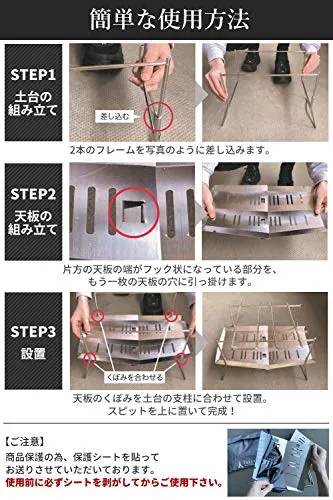 簡単な使用方法
STEP1
土台の
組み立て
差し込む
2本のフレームを写真のように差し込みます。
STEP2
天板の
組み立て
片方の天板の端がフック状になっている部分を、
もう一枚の天板の穴に引っ掛けます。
STEP3
設置
くぼみを合わせる
天板のくぼみを土台の支柱に合わせて設置。
スピットを上に置いて完成！
【ご注意】
商品保護の為、保護シートを貼って
お送りさせていただいております。
使用前に必ずシートを剥がしてからご使用下さい。